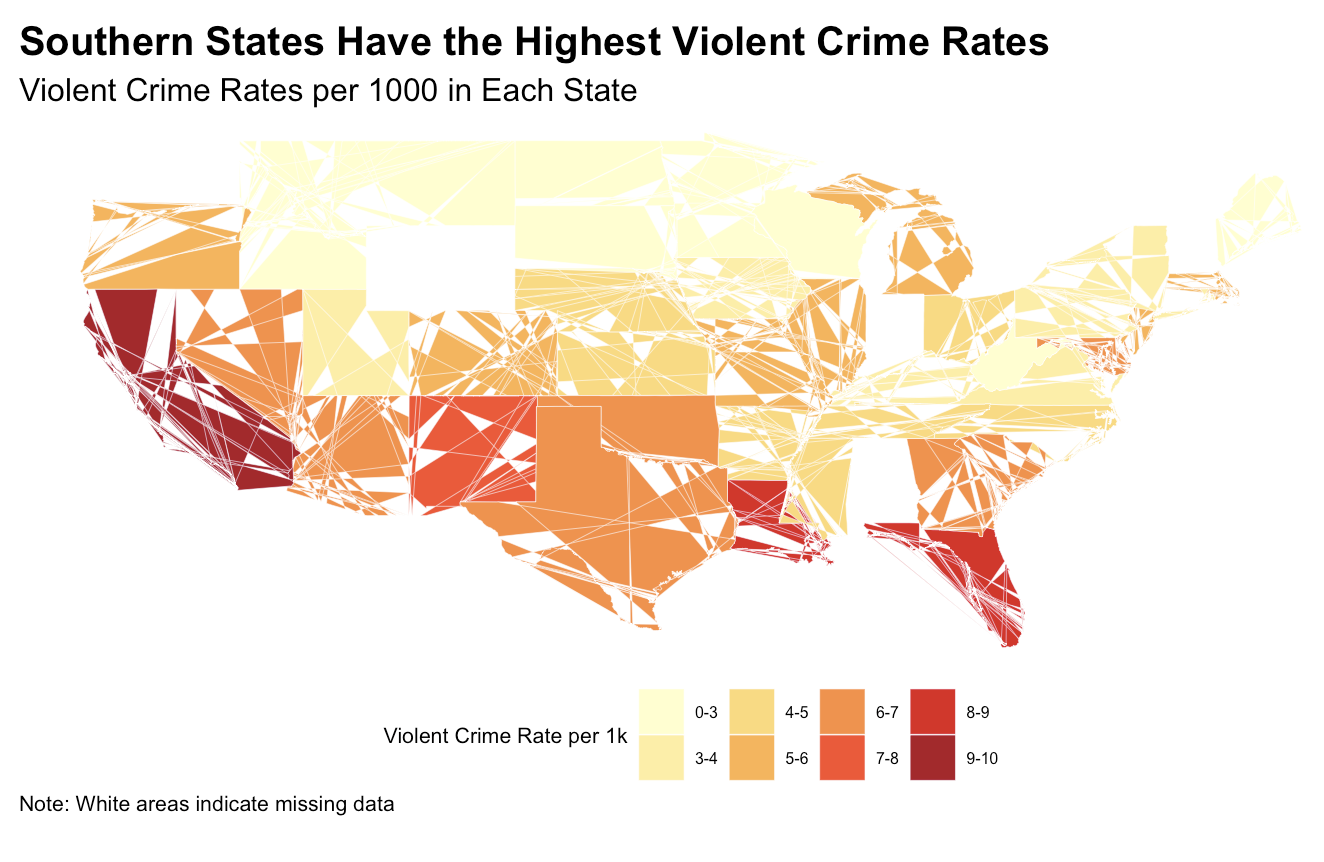 Southern States Have the Highest Violent Crime Rates
Violent Crime Rates per 1000 in Each State
Violent Crime Rate per 1k
0-3
4-5
6-7
8-9
3-4
5-6
7-8
9-10
Note: White areas indicate missing data